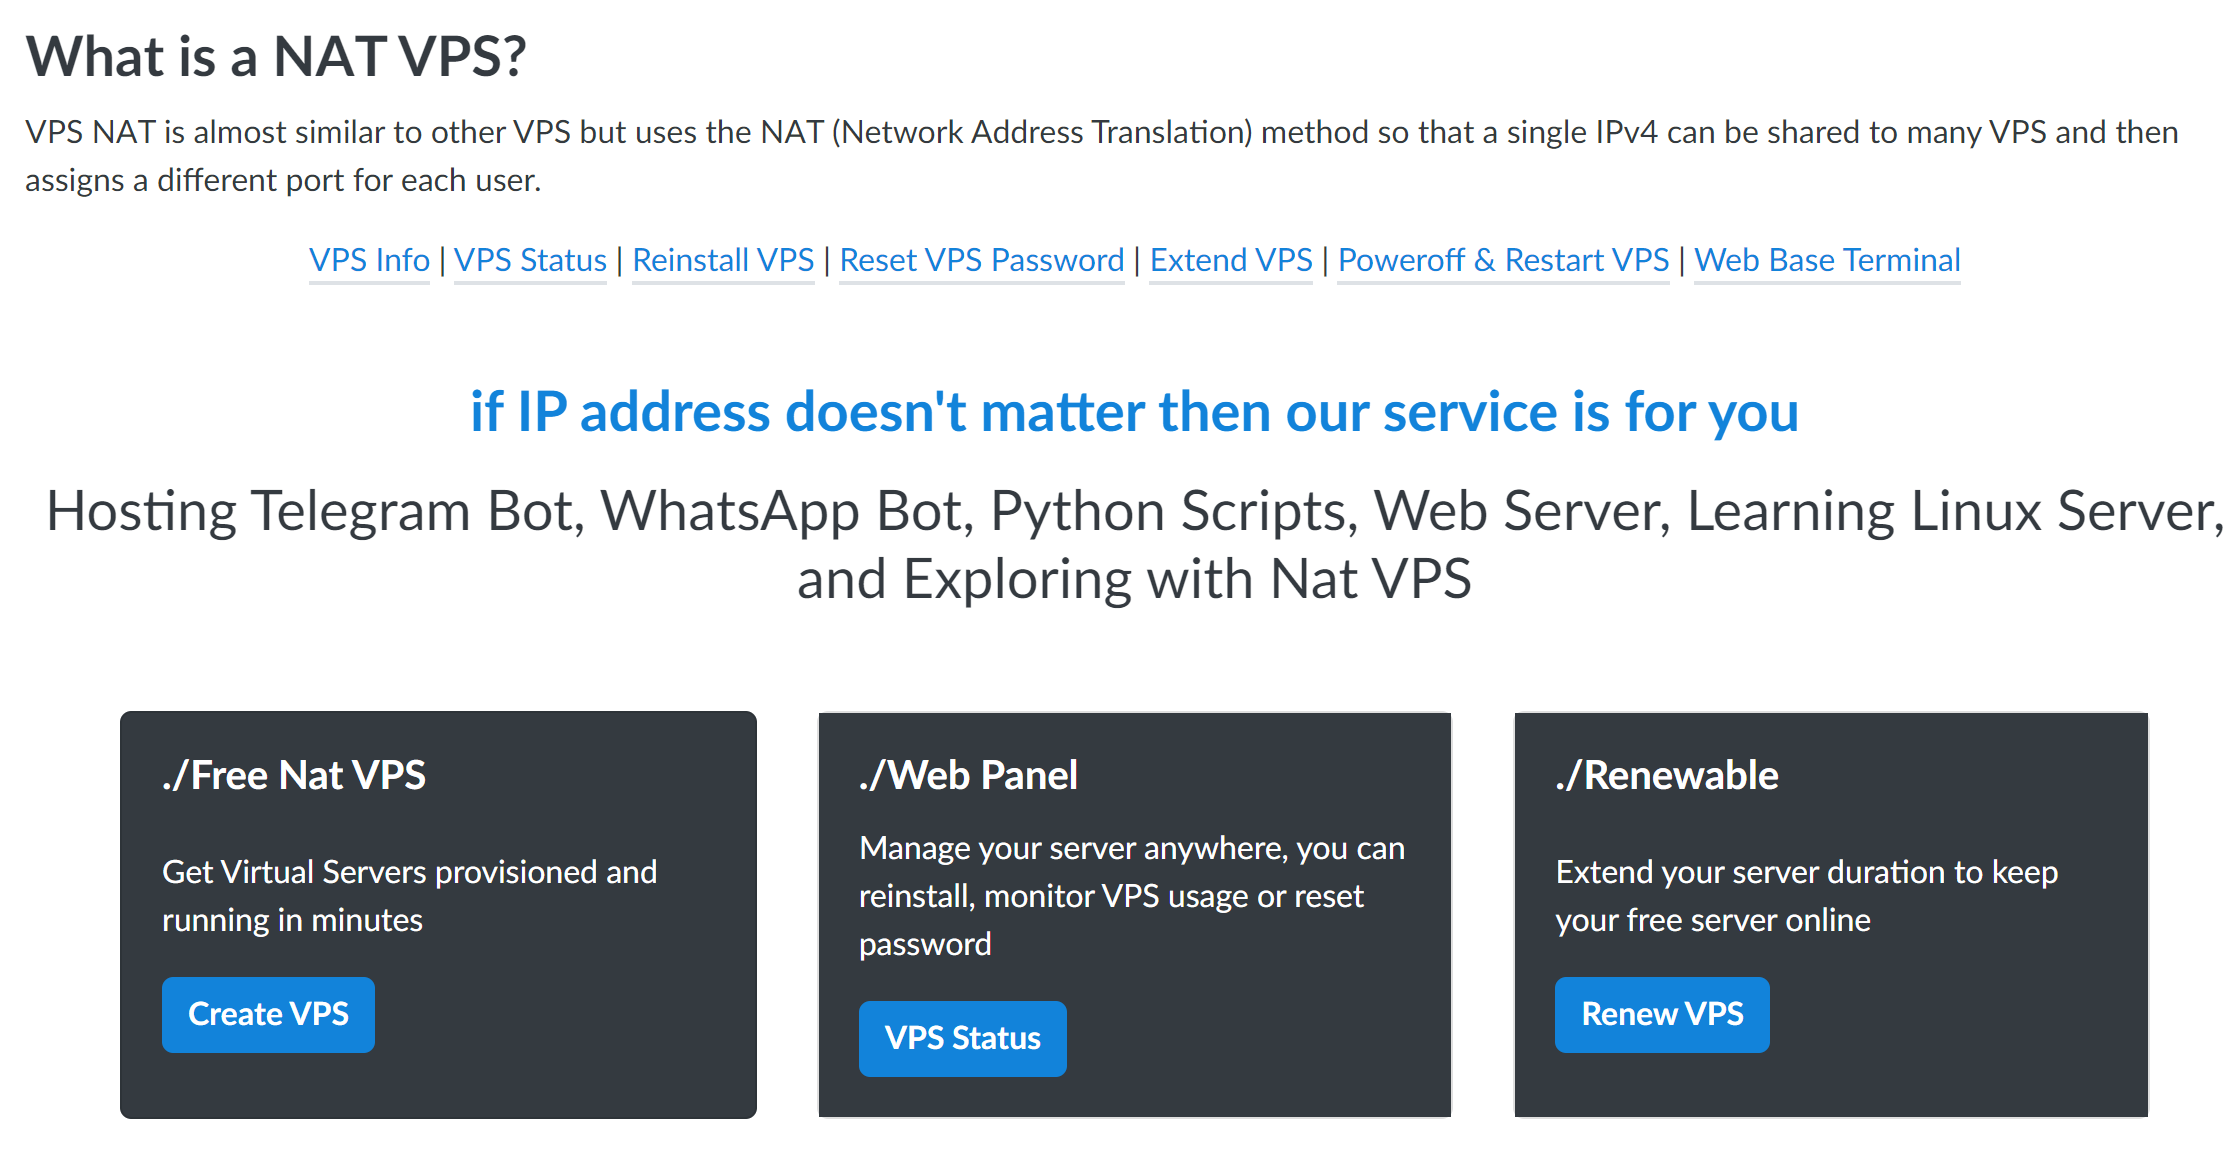 What is a NAT VPS?
VPS NAT is almost similar to other VPS but uses the NAT (Network Address Translation) method so that a single IPv4 can be shared to many VPS and then
assigns a different port for each user.
VPS Info | VPS Status | Reinstall VPS | Reset VPS Password | Extend VPS | Poweroff & Restart VPS | Web Base Terminal
if IP address doesn't matter then our service is for you
Hosting Telegram Bot, WhatsApp Bot, Python Scripts, Web Server, Learning Linux Server,
and Exploring with Nat VPS
./Free Nat VPS
Get Virtual Servers provisioned and
running in minutes
Create VPS
./Web Panel
Manage your server anywhere, you can
reinstall, monitor VPS usage or reset
password
VPS Status
./Renewable
Extend your server duration to keep
your free server online
Renew VPS